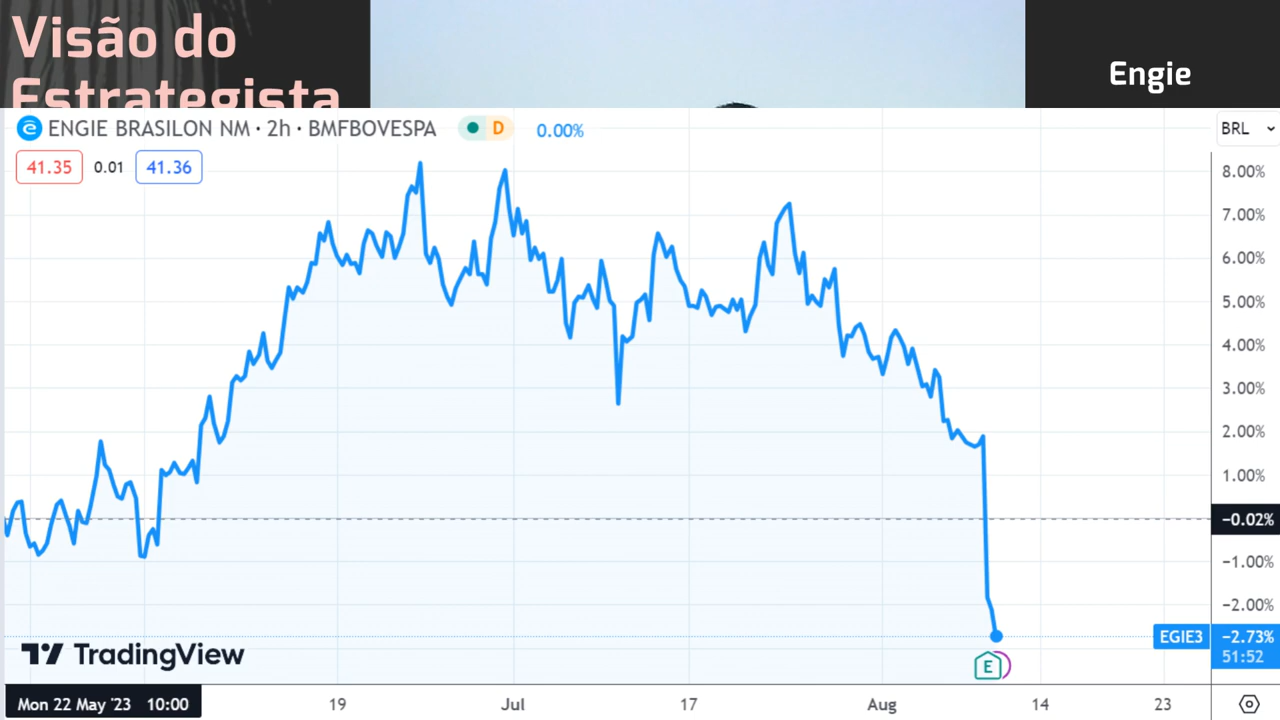 Visão do
Estrategista
Engie
ENGIE BRASILON NM · 2h · BMFBOVESPA
D
0.00%
BRL
41.35
0.01
41.36
8.00%
7.00%
6.00%
5.00%
4.00%
3.00%
2.00%
1.00%
−0.02%
−1.00%
−2.00%
EGIE3
−2.73%
51:52
TradingView
E
Mon 22 May '23 10:00
19
Jul
17
Aug
14
23